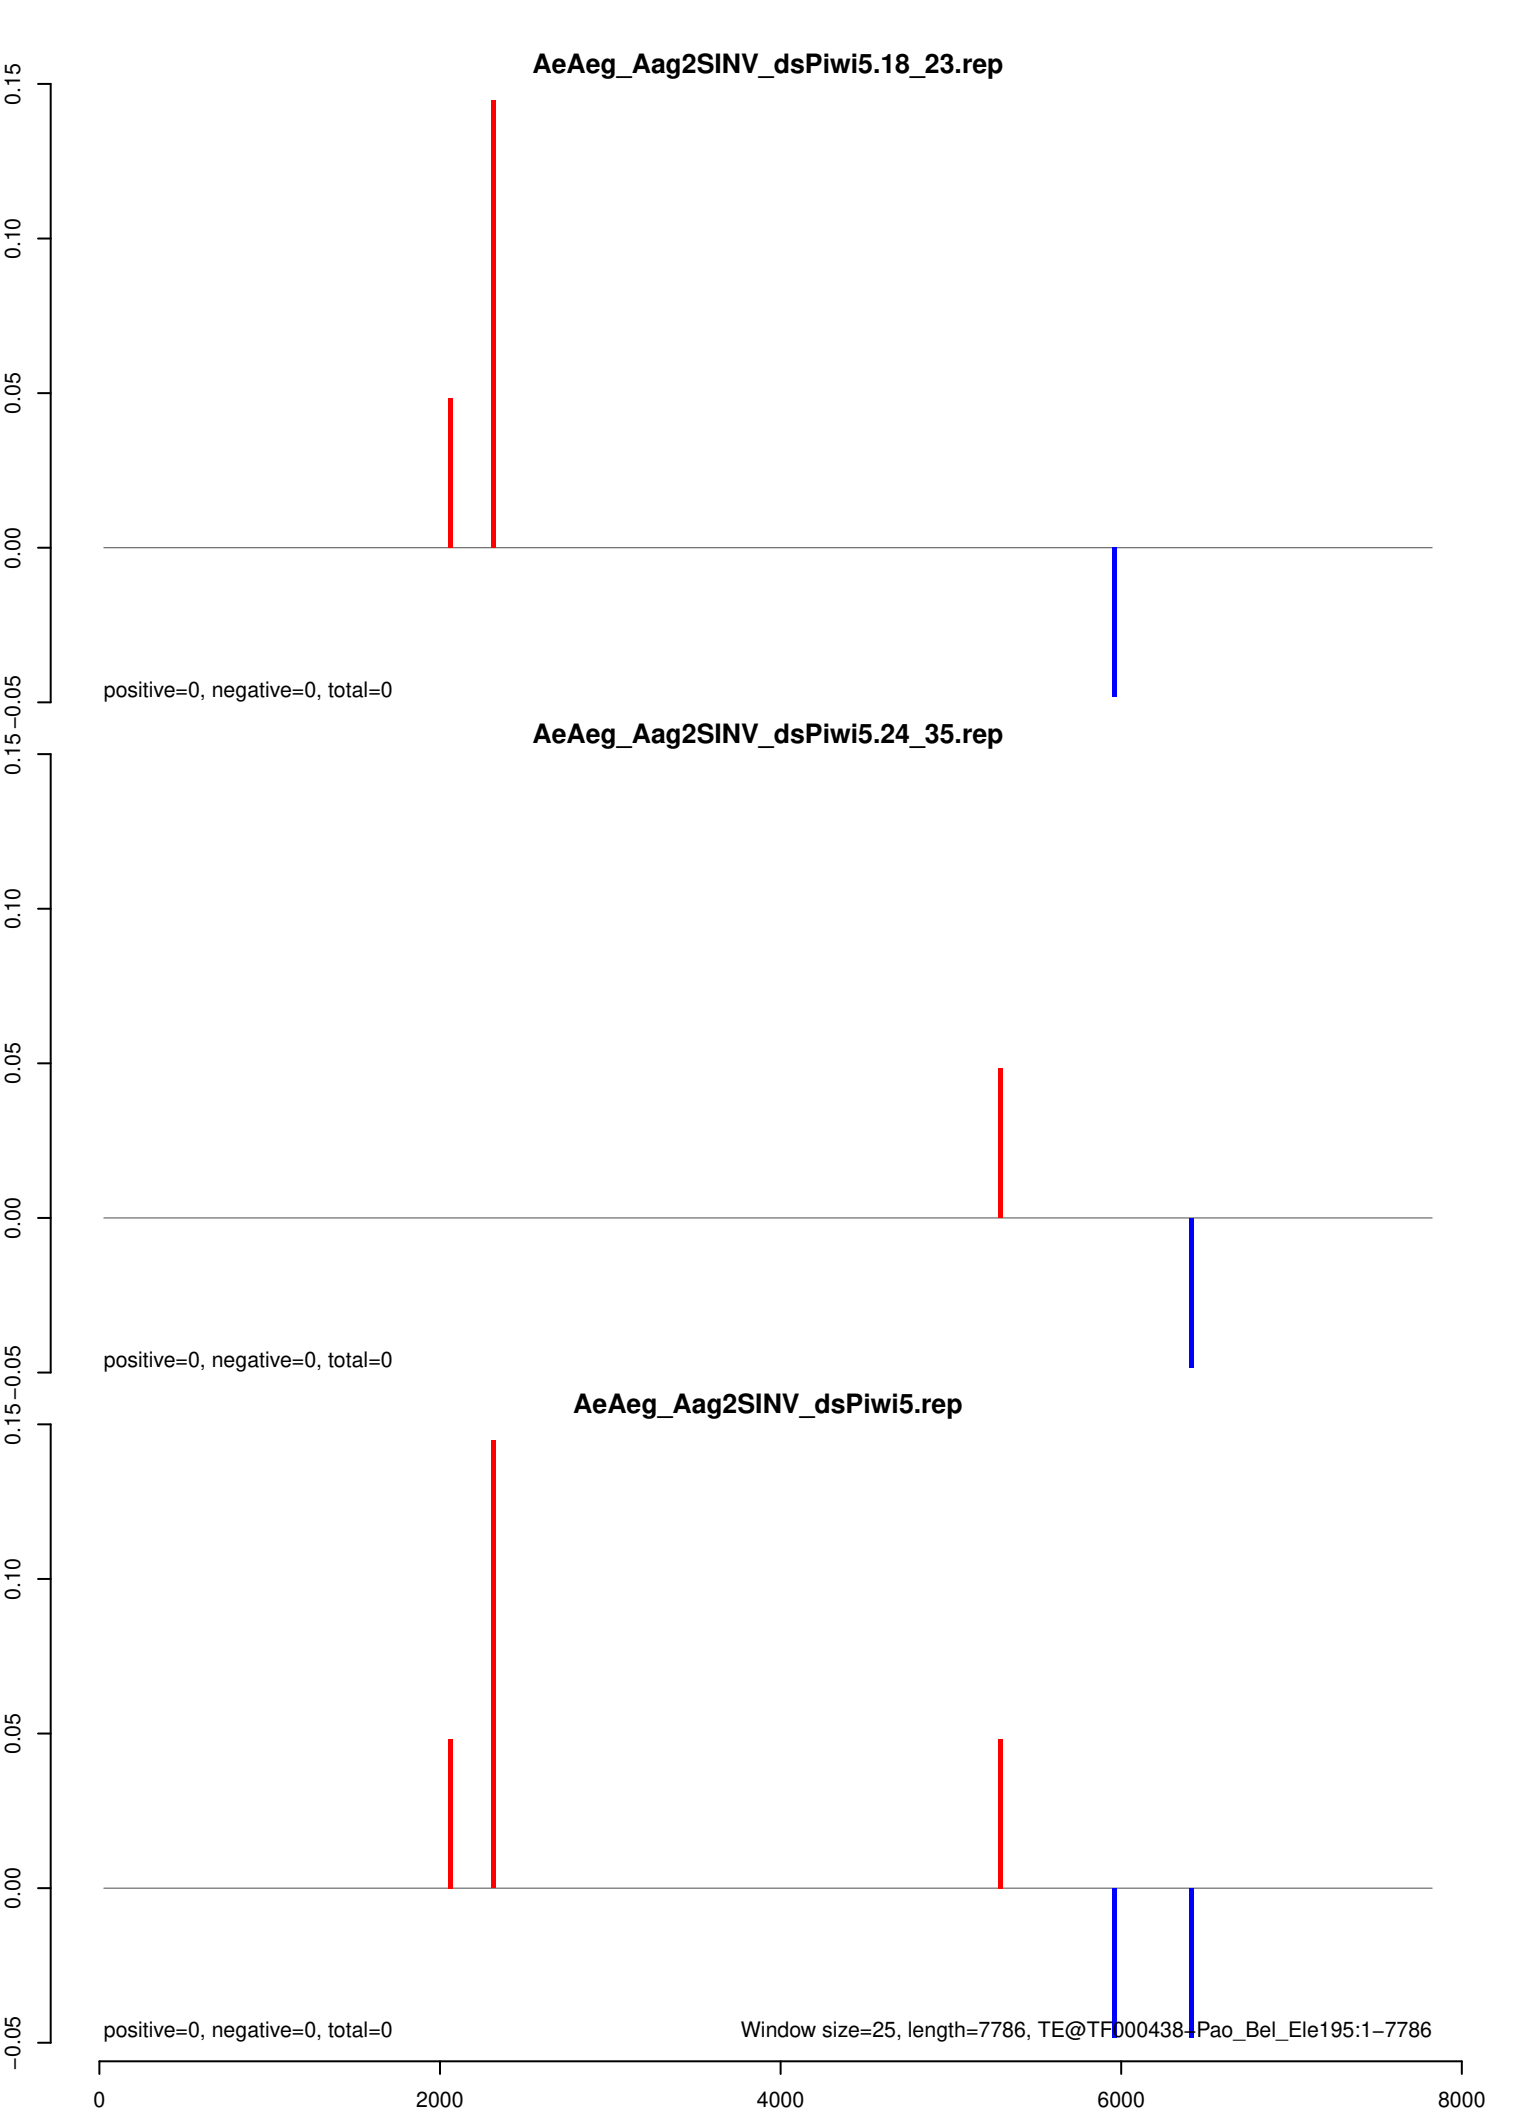 AeAeg_Aag2SINV_dsPiwi5.18_23.rep
0.15
0.10
0.05
0.00
−0.05
positive=0, negative=0, total=0
AeAeg_Aag2SINV_dsPiwi5.24_35.rep
0.15
0.10
0.05
0.00
−0.05
positive=0, negative=0, total=0
AeAeg_Aag2SINV_dsPiwi5.rep
0.15
0.10
0.05
0.00
−0.05
positive=0, negative=0, total=0
Window size=25, length=7786, TE@TF000438−Pao_Bel_Ele195:1−7786
0 2000 4000 6000 8000